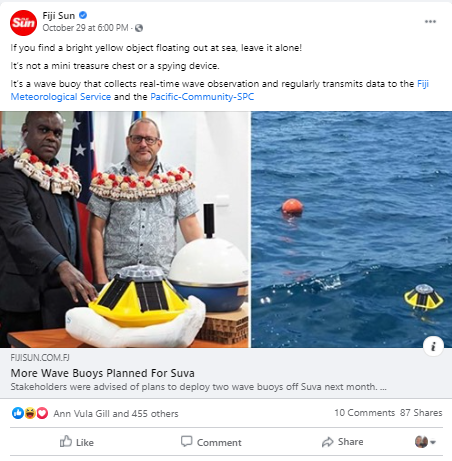 Fiji Sun
Sun
October 29 at 6:00 PM ·
If you find a bright yellow object floating out at sea, leave it alone!
It's not a mini treasure chest or a spying device.
It's a wave buoy that collects real-time wave observation and regularly transmits data to the Fiji
Meteorological Service and the Pacific-Community-SPC
FIJISUN.COM.FJ
More Wave Buoys Planned For Suva
Stakeholders were advised of plans to deploy two wave buoys off Suva next month. ...
Ann Vula Gill and 455 others
10 Comments 87 Shares
Like
Comment
Share